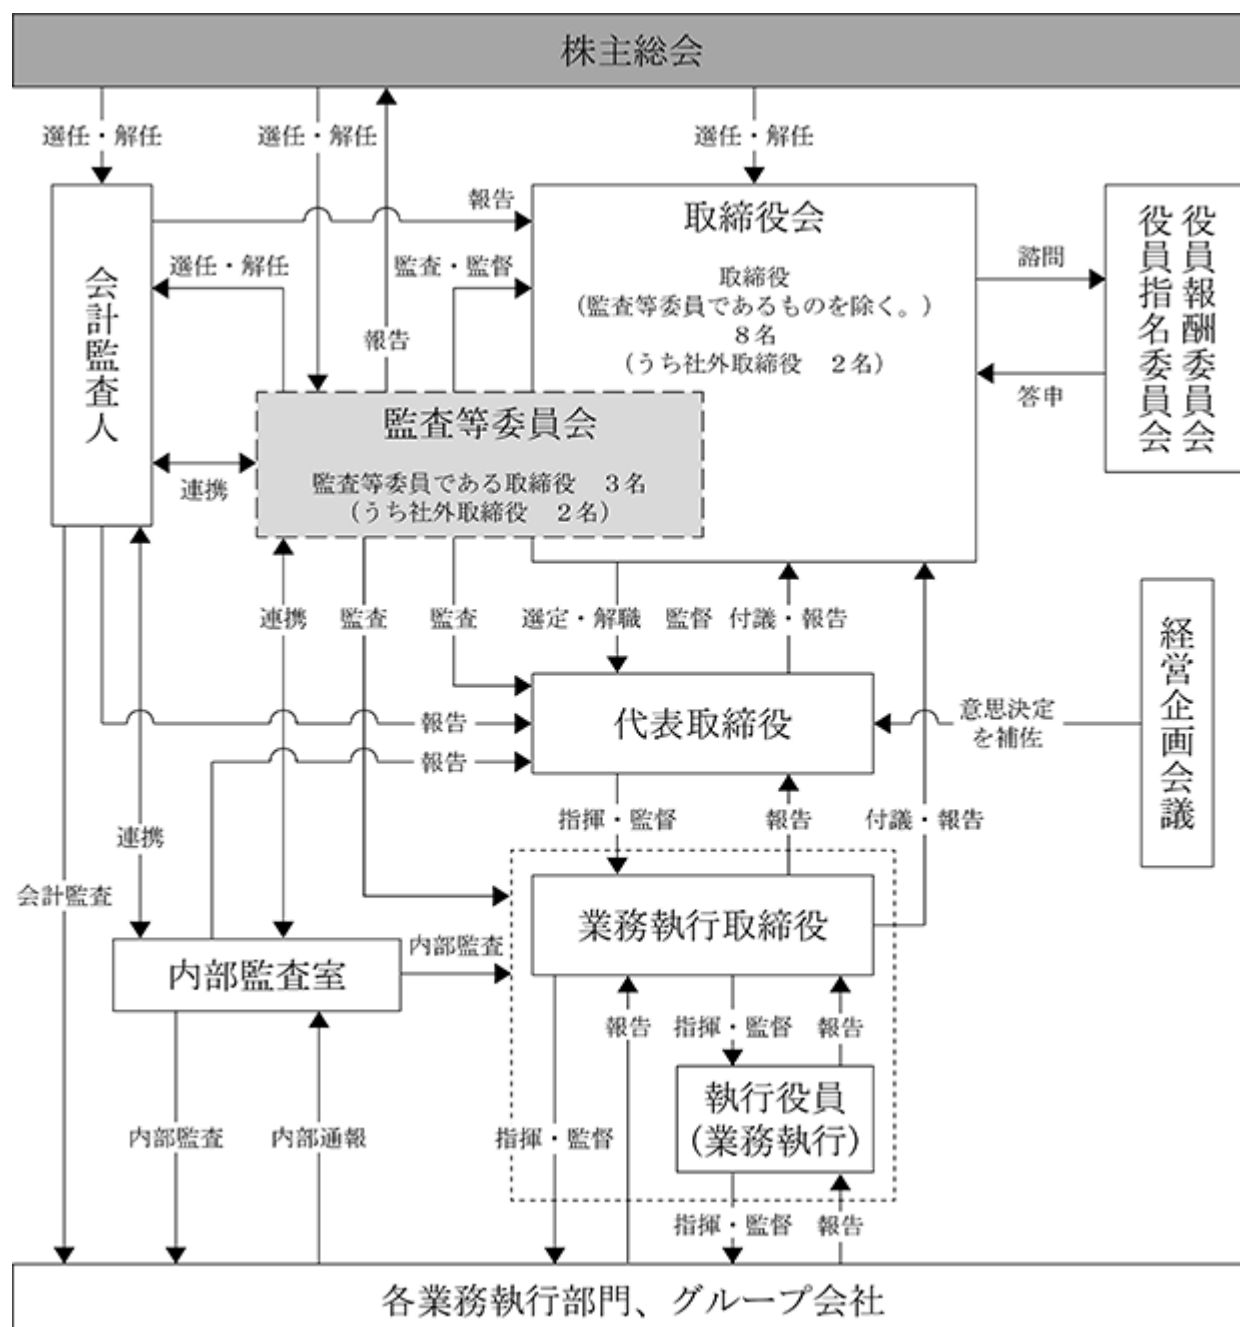 株主総会
選任・解任
選任・解任
選任・解任
報告
取締役会
取締役
(監査等委員であるものを除く。)
8名
(うち社外取締役　2名)
諮問
答申
役員報酬委員会
役員指名委員会
会計監査人
選任・解任
監査・監督
報告
監査等委員会
監査等委員である取締役　3名
(うち社外取締役　2名)
連携
連携
監査
監査
選定・解職
監督
付議・報告
経営企画会議
代表取締役
意思決定
を補佐
報告
報告
指揮・監督
報告
付議・報告
連携
会計監査
業務執行取締役
内部監査
内部監査室
報告
指揮・監督
報告
執行役員
(業務執行)
内部監査
内部通報
指揮・監督
指揮・監督
報告
各業務執行部門、グループ会社